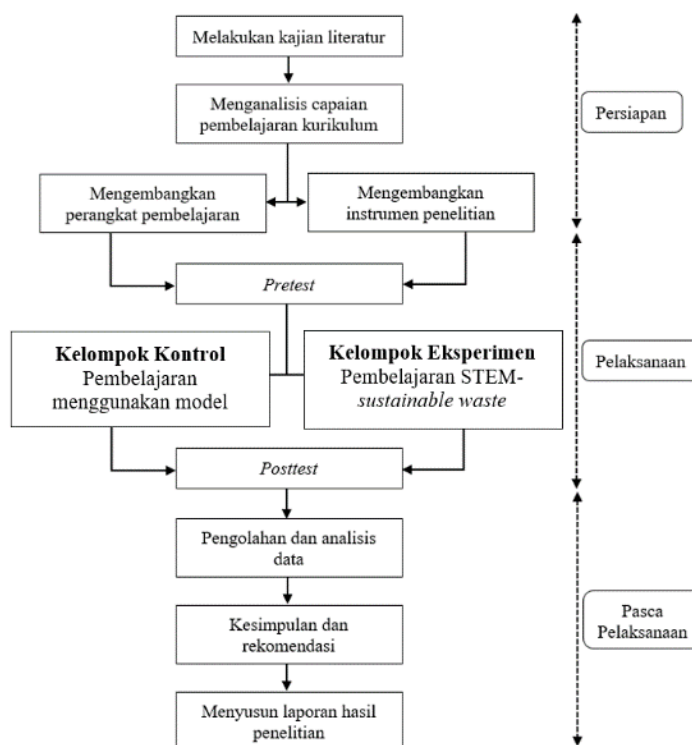 Melakukan kajian literatur
Menganalisis capaian
pembelajaran kurikulum
Persiapan
Mengembangkan
perangkat pembelajaran
Mengembangkan
instrumen penelitian
Pretest
Kelompok Kontrol
Pembelajaran
menggunakan model
Kelompok Eksperimen
Pembelajaran STEM-
sustainable waste
Pelaksanaan
Posttest
Pengolahan dan analisis
data
Kesimpulan dan
rekomendasi
Pasca
Pelaksanaan
Menyusun laporan hasil
penelitian